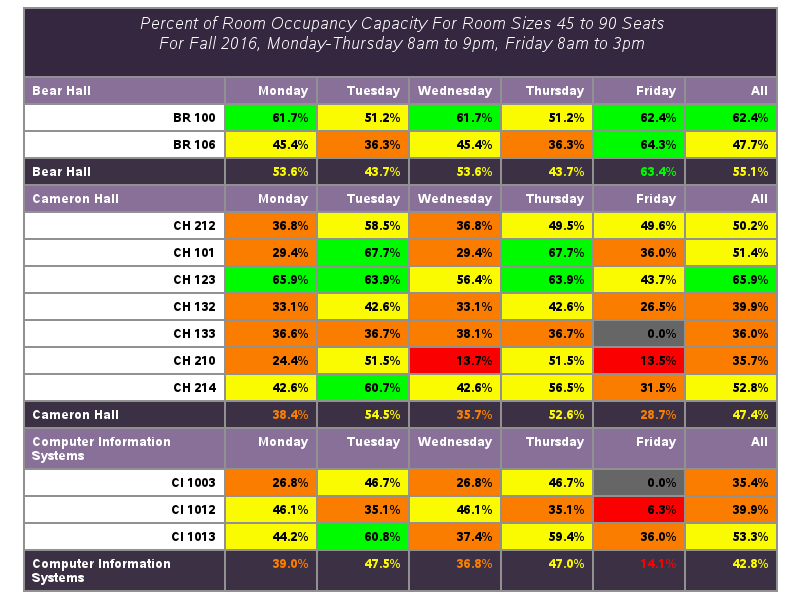 Percent of Room Occupancy Capacity For Room Sizes 45 to 90 Seats
For Fall 2016, Monday-Thursday 8am to 9pm, Friday 8am to 3pm
Bear Hall Monday Tuesday Wednesday Thursday Friday All
BR 100 61.7% 51.2% 61.7% 51.2% 62.4% 62.4%
BR 106 45.4% 36.3% 45.4% 36.3% 64.3% 47.7%
Bear Hall 53.6% 43.7% 53.6% 43.7% 63.4% 55.1%
Cameron Hall Monday Tuesday Wednesday Thursday Friday All
CH 212 36.8% 58.5% 36.8% 49.5% 49.6% 50.2%
CH 101 29.4% 67.7% 29.4% 67.7% 36.0% 51.4%
CH 123 65.9% 63.9% 56.4% 63.9% 43.7% 65.9%
CH 132 33.1% 42.6% 33.1% 42.6% 26.5% 39.9%
CH 133 36.6% 36.7% 38.1% 36.7% 0.0% 36.0%
CH 210 24.4% 51.5% 13.7% 51.5% 13.5% 35.7%
CH 214 42.6% 60.7% 42.6% 56.5% 31.5% 52.8%
Cameron Hall 38.4% 54.5% 35.7% 52.6% 28.7% 47.4%
Computer Information Monday Tuesday Wednesday Thursday Friday All
Systems
CI 1003 26.8% 46.7% 26.8% 46.7% 0.0% 35.4%
CI 1012 46.1% 35.1% 46.1% 35.1% 6.3% 39.9%
CI 1013 44.2% 60.8% 37.4% 59.4% 36.0% 53.3%
Computer Information 39.0% 47.5% 36.8% 47.0% 14.1% 42.8%
Systems